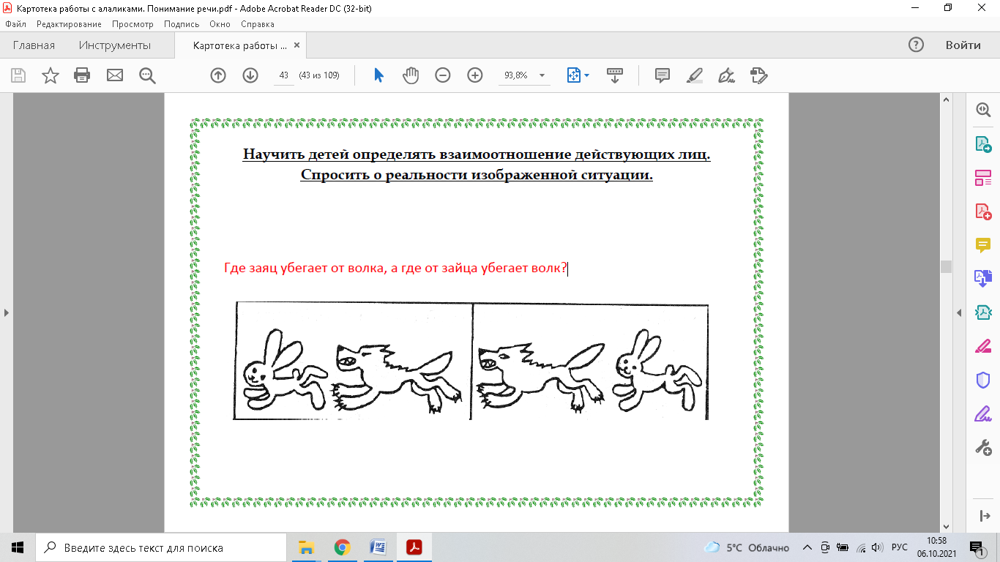 Картотека работы с алаликами. Понимание речи.pdf - Adobe Acrobat Reader DC (32-bit)
Файл Редактирование Просмотр Подпись Окно Справка
Главная Инструменты Картотека работы ... × Войти
43 (43 из 109) 93,8%
Научить детей определять взаимоотношение действующих лиц.
Спросить о реальности изображенной ситуации.
Где заяц убегает от волка, а где от зайца убегает волк?
Введите здесь текст для поиска
5°C Облачно
РУС
10:58
06.10.2021
1